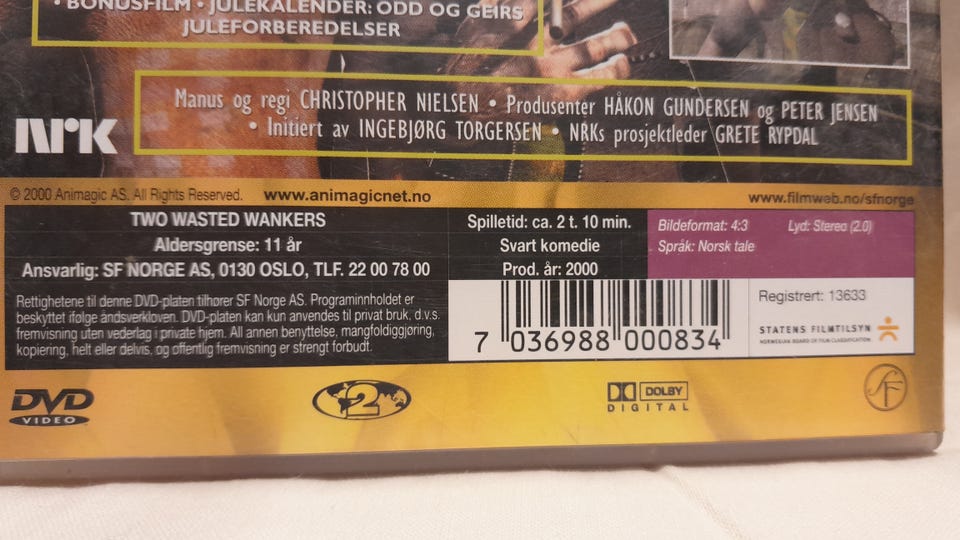 • BONUSFILM • JULEKALENDER: ODD OG GEIRS
JULEFORBEREDELSER
Manus og regi CHRISTOPHER NIELSEN • Produsenter HÅKON GUNDERSEN og PETER JENSEN
• Initiert av INGEBJØRG TORGERSEN • NRKs prosjektleder GRETE RYPDAL
NRK
© 2000 Animagic AS. All Rights Reserved. www.animagicnet.no
www.filmweb.no/sfnorge
TWO WASTED WANKERS
Aldersgrense: 11 år
Ansvarlig: SF NORGE AS, 0130 OSLO, TLF. 22 00 78 00
Rettighetene til denne DVD-platen tilhører SF Norge AS. Programinnholdet er
beskyttet ifølge åndsverkloven. DVD-platen kan kun anvendes til privat bruk, d.v.s.
fremvisning uten vederlag i private hjem. All annen benyttelse, mangfoldiggjøring,
kopiering, helt eller delvis, og offentlig fremvisning er strengt forbudt.
Spilletid: ca. 2 t. 10 min.
Svart komedie
Prod. år: 2000
Bildeformat: 4:3 Lyd: Stereo (2.0)
Språk: Norsk tale
7 036988 000834
Registrert: 13633
STATENS FILMTILSYN
NORWEGIAN BOARD OF FILM CLASSIFICATION
DVD
VIDEO
2
DOLBY
DIGITAL
SF